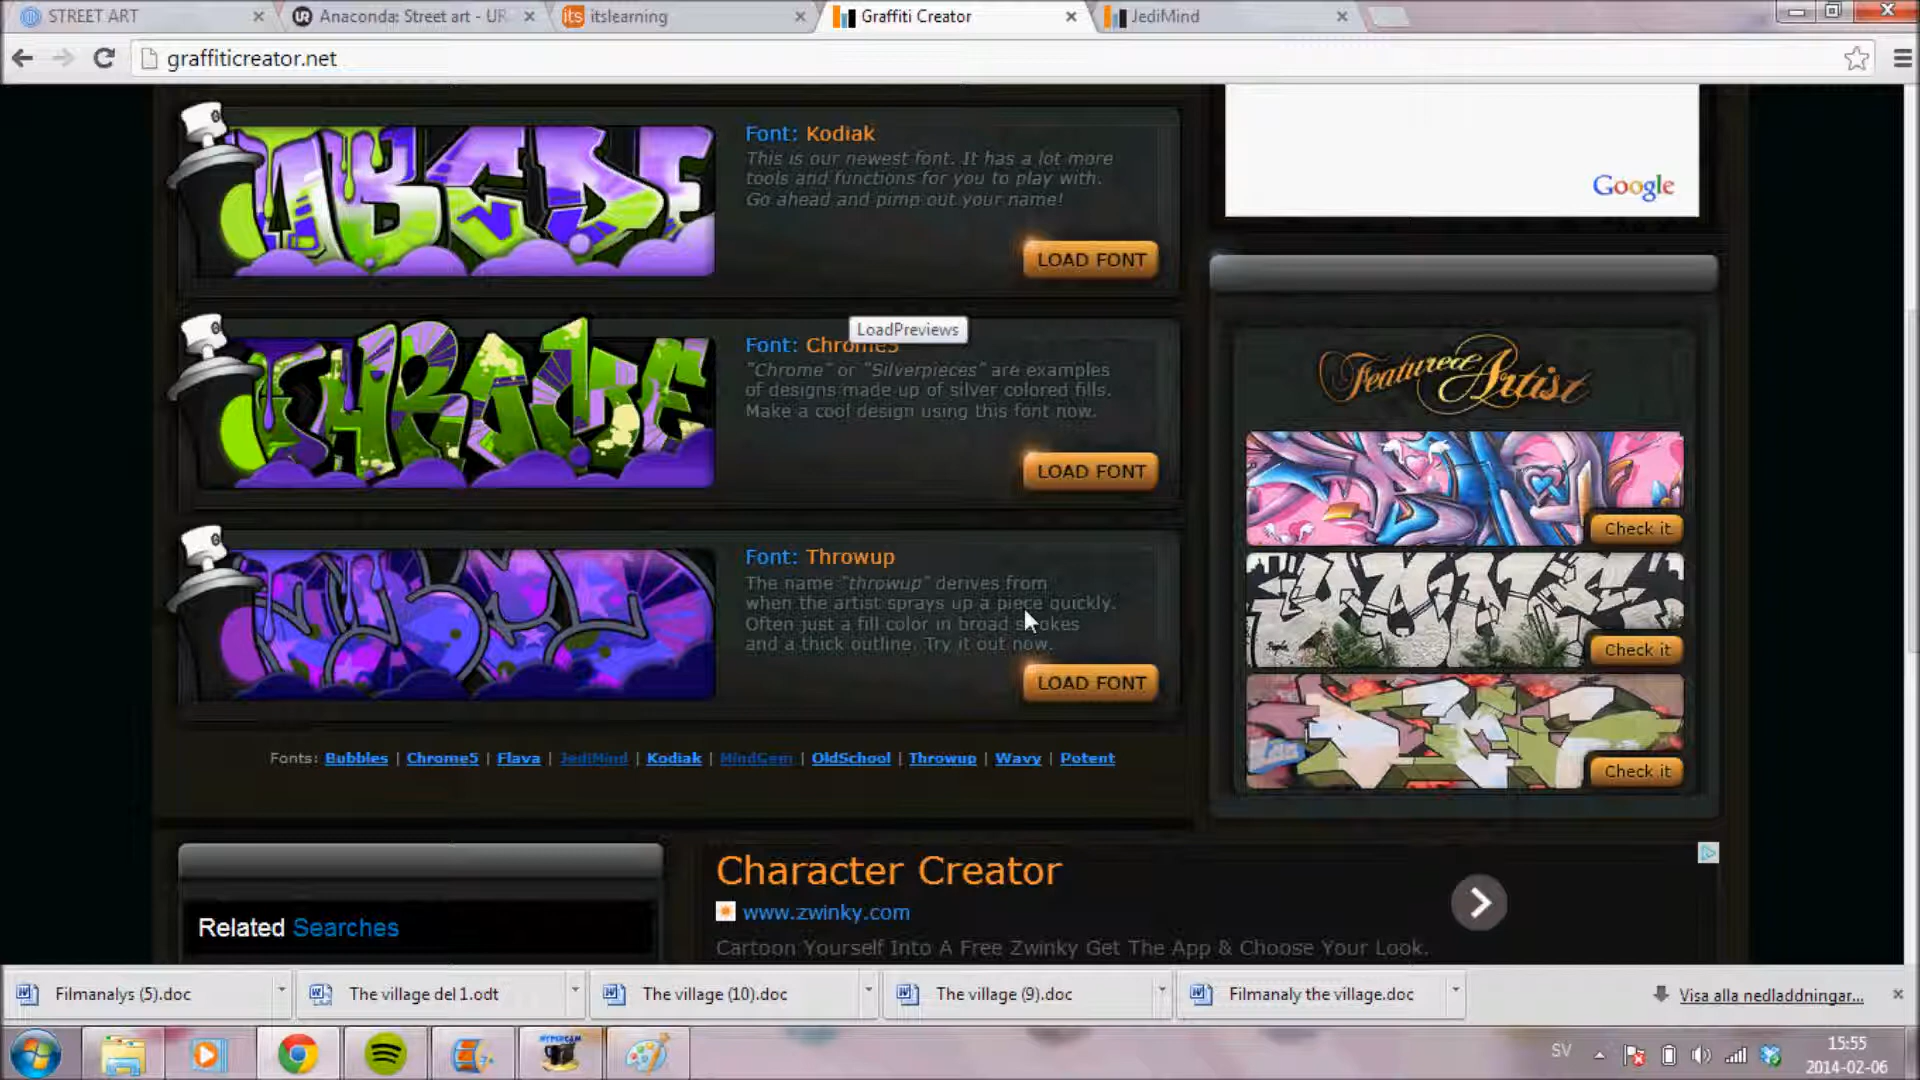 STREET ART
Anaconda: Street art - UR
itslearning
Graffiti Creator
JediMind
graffiticreator.net
Font: Kodiak
This is our newest font. It has a lot more
tools and functions for you to play with.
Go ahead and pimp out your name!
LOAD FONT
Google
LoadPreviews
Font: Chrome5
"Chrome" or "Silverpieces" are examples
of designs made up of silver colored fills.
Make a cool design using this font now.
LOAD FONT
Featured Artist
Check it
Font: Throwup
The name "throwup" derives from
when the artist sprays up a piece quickly.
Often just a fill color in broad strokes
and a thick outline. Try it out now.
LOAD FONT
Check it
Check it
Fonts: Bubbles | Chrome5 | Flava | JediMind | Kodiak | MindGem | OldSchool | Throwup | Wavy | Potent
Related Searches
Character Creator
www.zwinky.com
Cartoon Yourself Into A Free Zwinky Get The App & Choose Your Look.
Filmanalys (5).doc
The village del 1.odt
The village (10).doc
The village (9).doc
Filmanaly the village.doc
Visa alla nedladdningar...
HYPERCAM
SV
15:55
2014-02-06